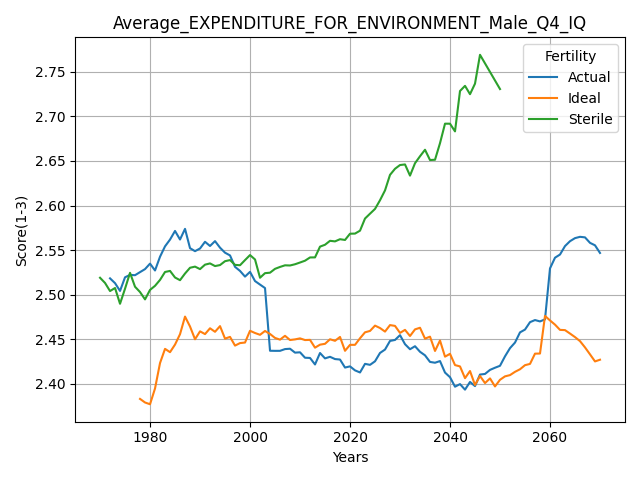 Average_EXPENDITURE_FOR_ENVIRONMENT_Male_Q4_IQ
Fertility
Actual
Ideal
Sterile
Score(1-3)
2.75
2.70
2.65
2.60
2.55
2.50
2.45
2.40
1980 2000 2020 2040 2060
Years